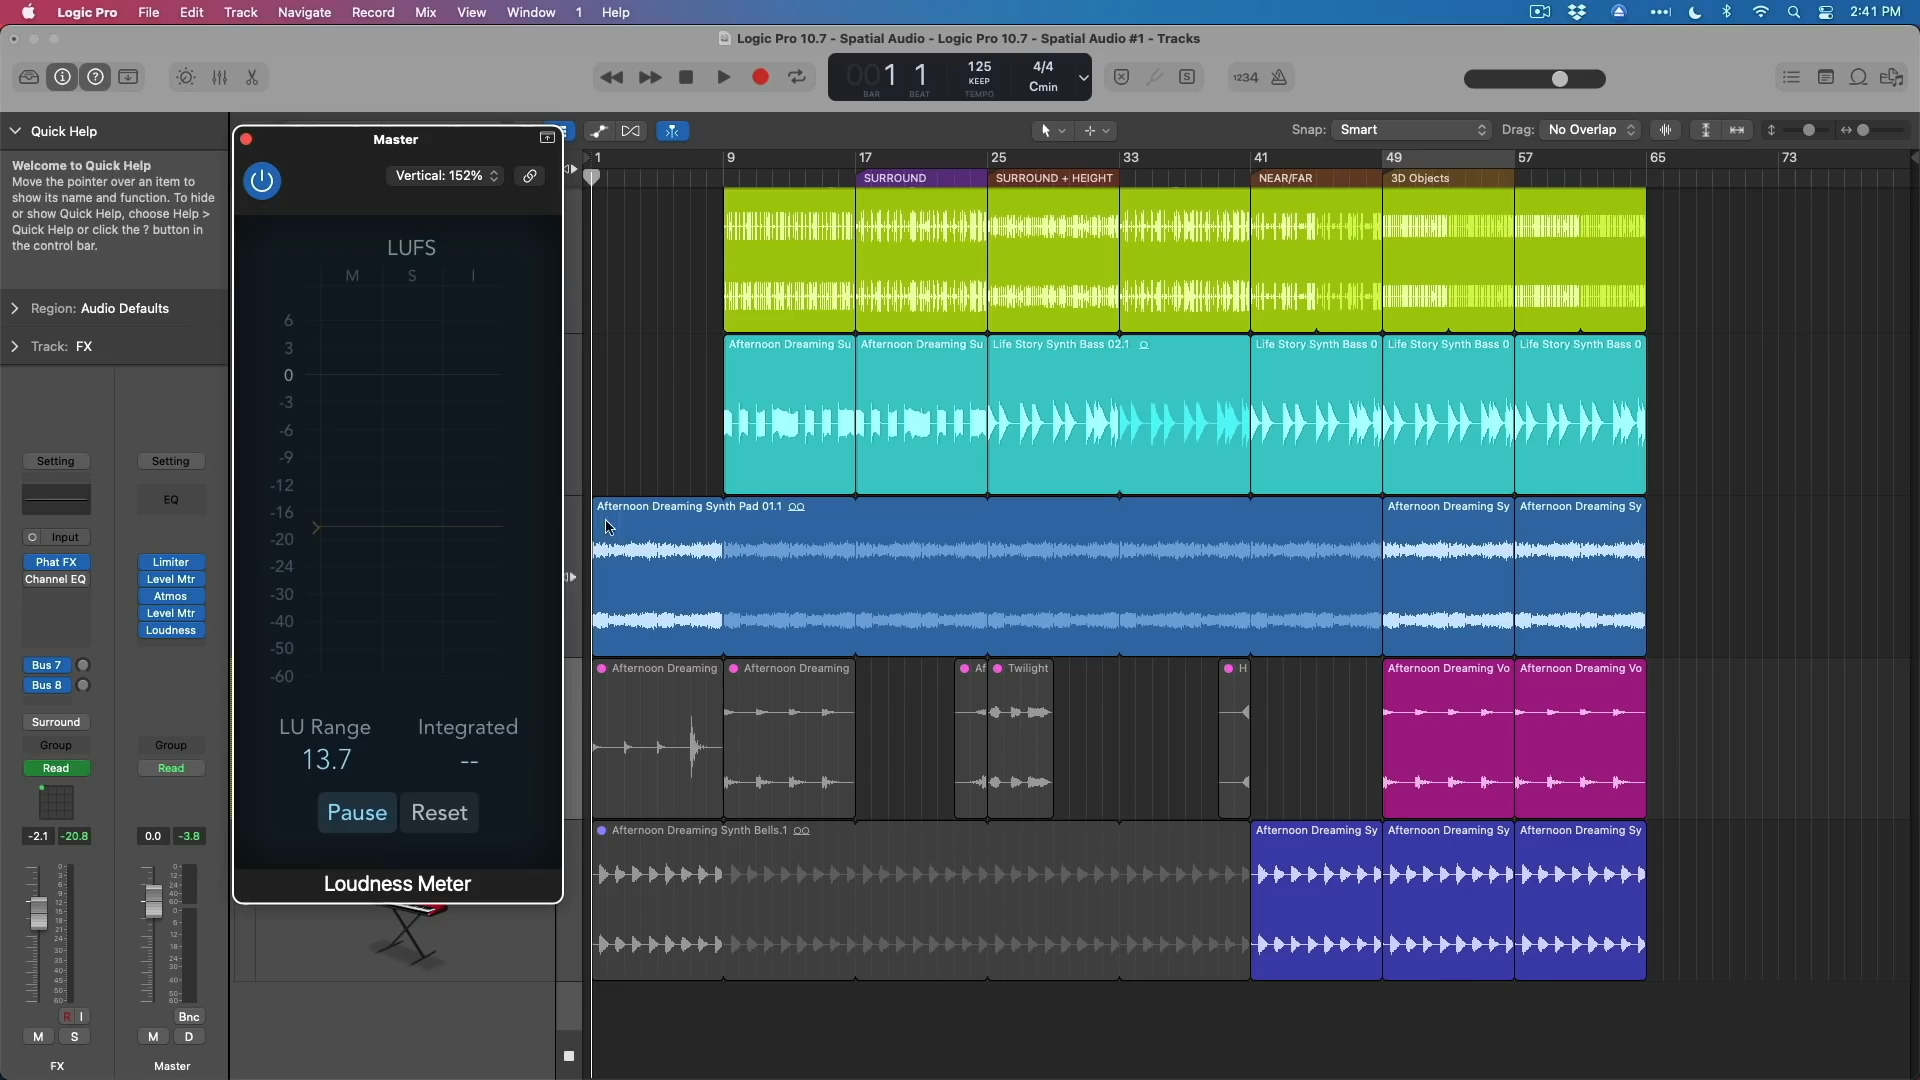 Logic Pro File Edit Track Navigate Record Mix View Window 1 Help 2:41 PM
Logic Pro 10.7 - Spatial Audio - Logic Pro 10.7 - Spatial Audio #1 - Tracks
001 1 125 4/4
KEEP Cmin
BAR BEAT TEMPO
S 1234
Quick Help
Welcome to Quick Help
Move the pointer over an item to
show its name and function. To hide
or show Quick Help, choose Help >
Quick Help or click the ? button in
the control bar.
Region: Audio Defaults
Track: FX
Setting Setting
EQ
Input
Phat FX Limiter
Channel EQ Level Mtr
Atmos
Level Mtr
Loudness
Bus 7
Bus 8
Surround
Group Group
Read Read
-2.1 -20.8 0.0 -3.8
R I Bnc
M S M D
FX Master
Master
Vertical: 152%
LUFS
M S I
6
3
0
-3
-6
-9
-12
-16
-20
-24
-30
-40
-50
-60
LU Range Integrated
13.7 --
Pause Reset
Loudness Meter
Snap: Smart Drag: No Overlap
1 9 17 25 33 41 49 57 65 73
SURROUND SURROUND + HEIGHT NEAR/FAR 3D Objects
Afternoon Dreaming Su Afternoon Dreaming Su Life Story Synth Bass 02.1 Life Story Synth Bass 0 Life Story Synth Bass 0 Life Story Synth Bass 0
Afternoon Dreaming Synth Pad 01.1 Afternoon Dreaming Sy Afternoon Dreaming Sy
Afternoon Dreaming Afternoon Dreaming Af Twilight H Afternoon Dreaming Vo Afternoon Dreaming Vo
Afternoon Dreaming Synth Bells.1 Afternoon Dreaming Sy Afternoon Dreaming Sy Afternoon Dreaming Sy